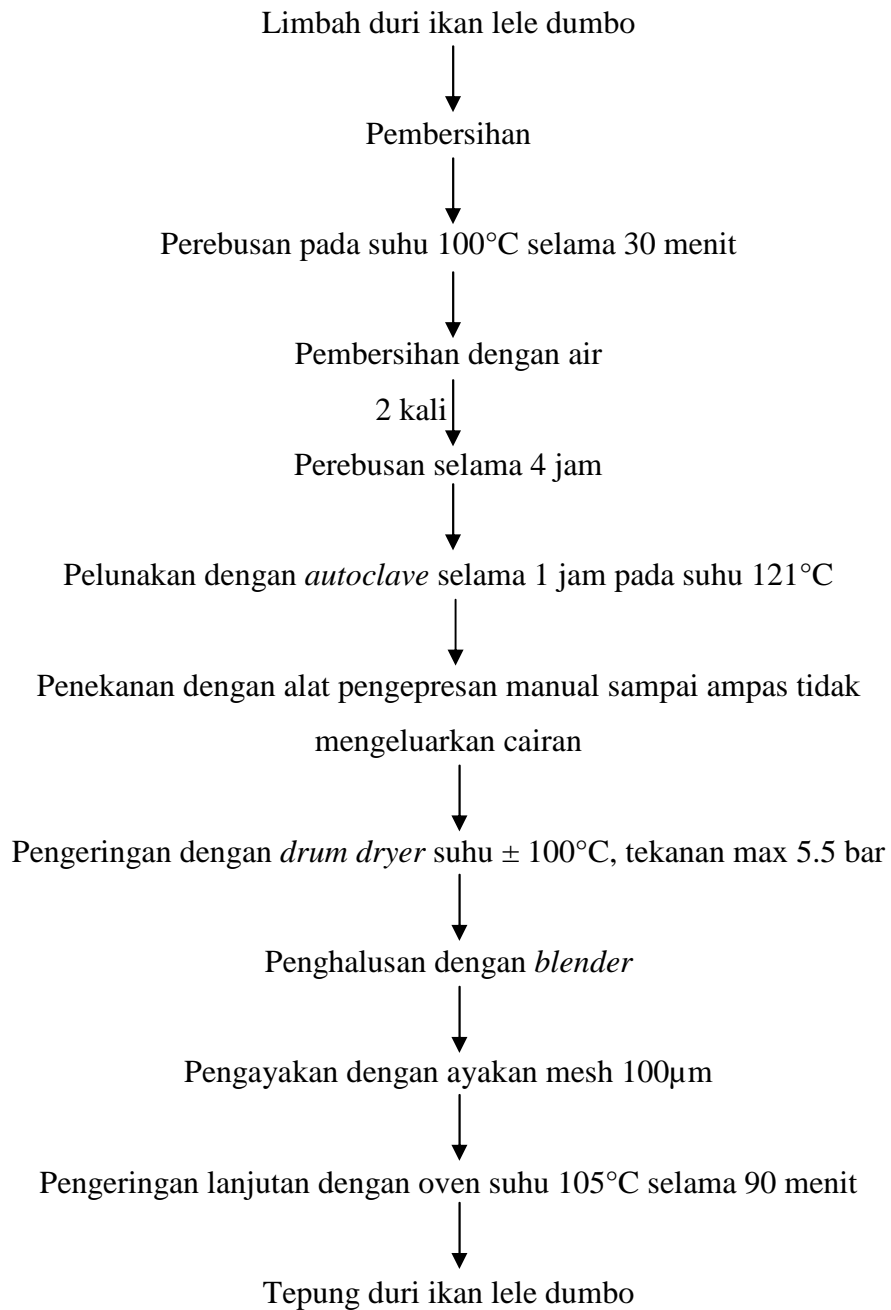 Limbah duri ikan lele dumbo
Pembersihan
Perebusan pada suhu 100°C selama 30 menit
Pembersihan dengan air
2 kali
Perebusan selama 4 jam
Pelunakan dengan autoclave selama 1 jam pada suhu 121°C
Penekanan dengan alat pengepresan manual sampai ampas tidak
mengeluarkan cairan
Pengeringan dengan drum dryer suhu ± 100°C, tekanan max 5.5 bar
Penghalusan dengan blender
Pengayakan dengan ayakan mesh 100µm
Pengeringan lanjutan dengan oven suhu 105°C selama 90 menit
Tepung duri ikan lele dumbo